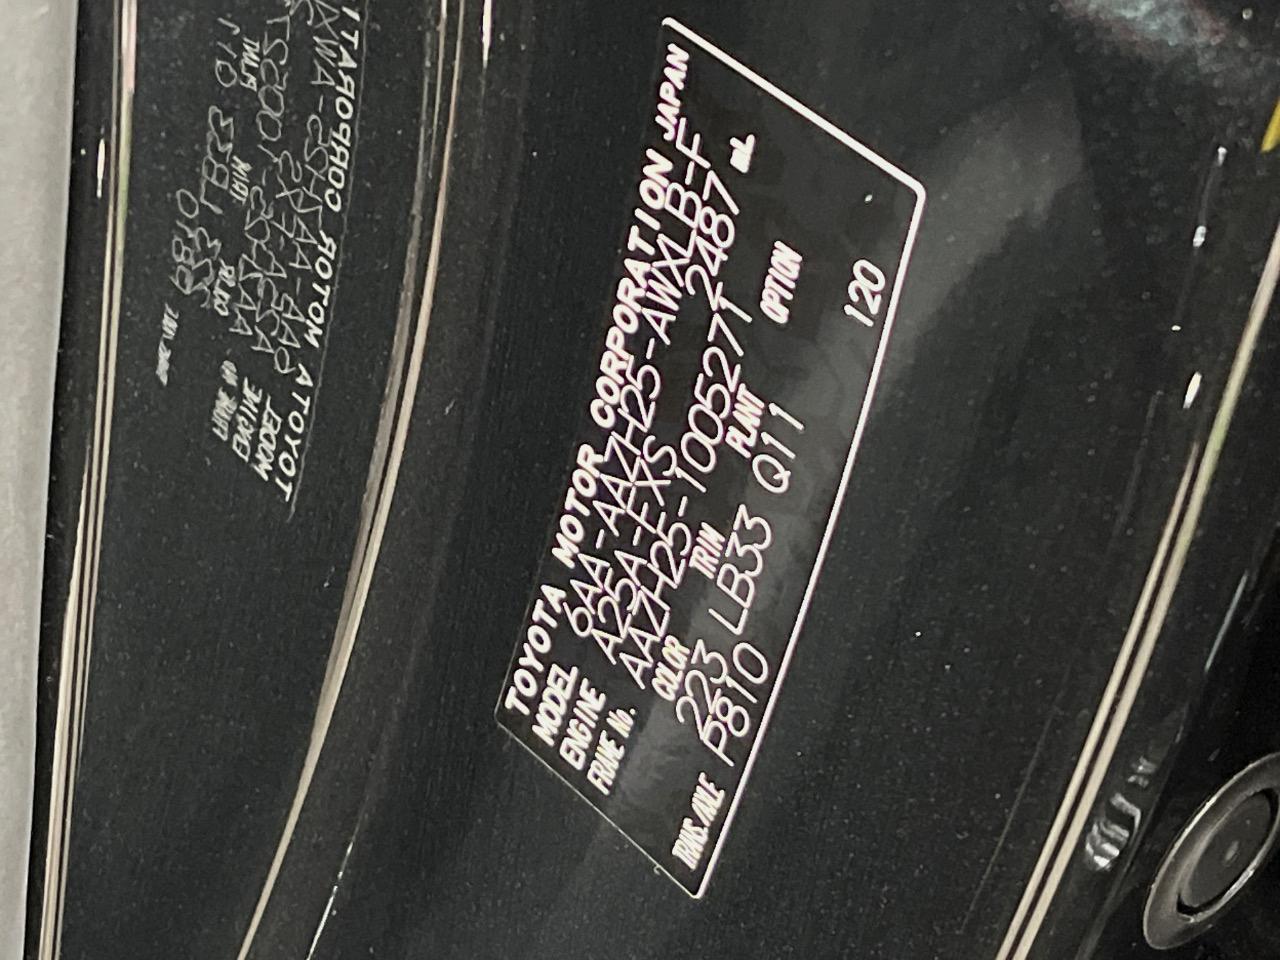 TOYOTA MOTOR CORPORATION JAPAN
MODEL 6AA-AAZH25-AWXLB-F
ENGINE A25A-FXS 2487 mL
FRAME No. AAZH25-1005271
COLOR TRIM PLANT OPTION
223 LB33 Q11
TRANS./AXLE P810
120